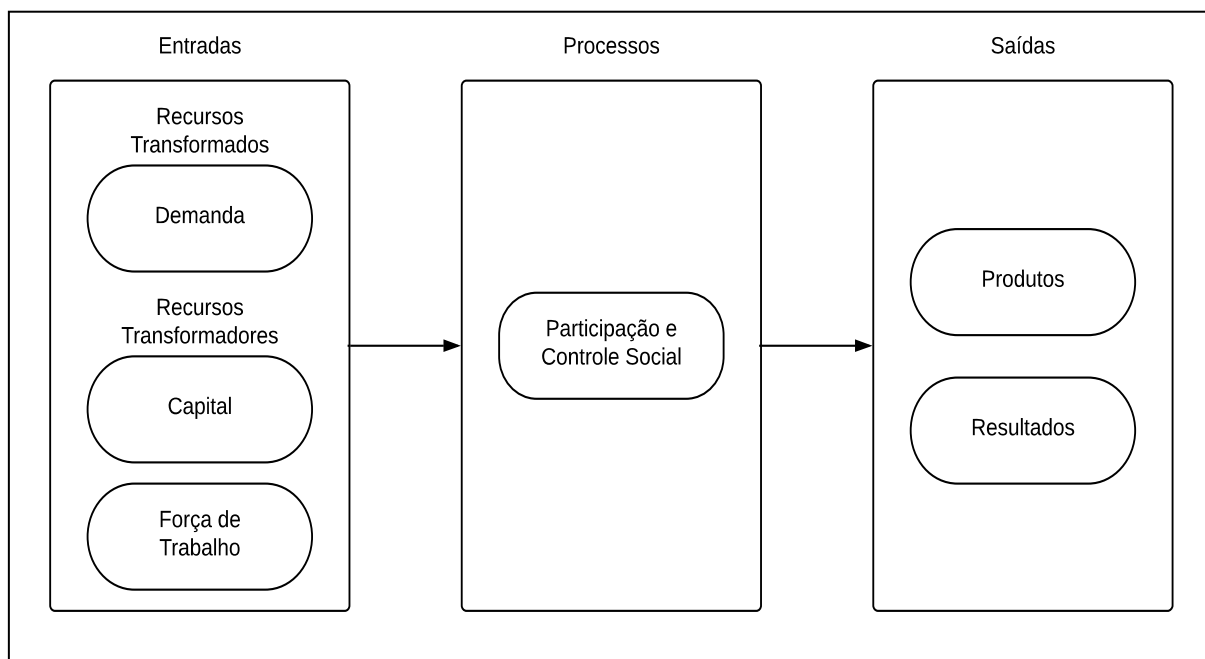 Entradas
Processos
Saídas
Recursos
Transformados
Demanda
Recursos
Transformadores
Capital
Força de
Trabalho
Participação e
Controle Social
Produtos
Resultados